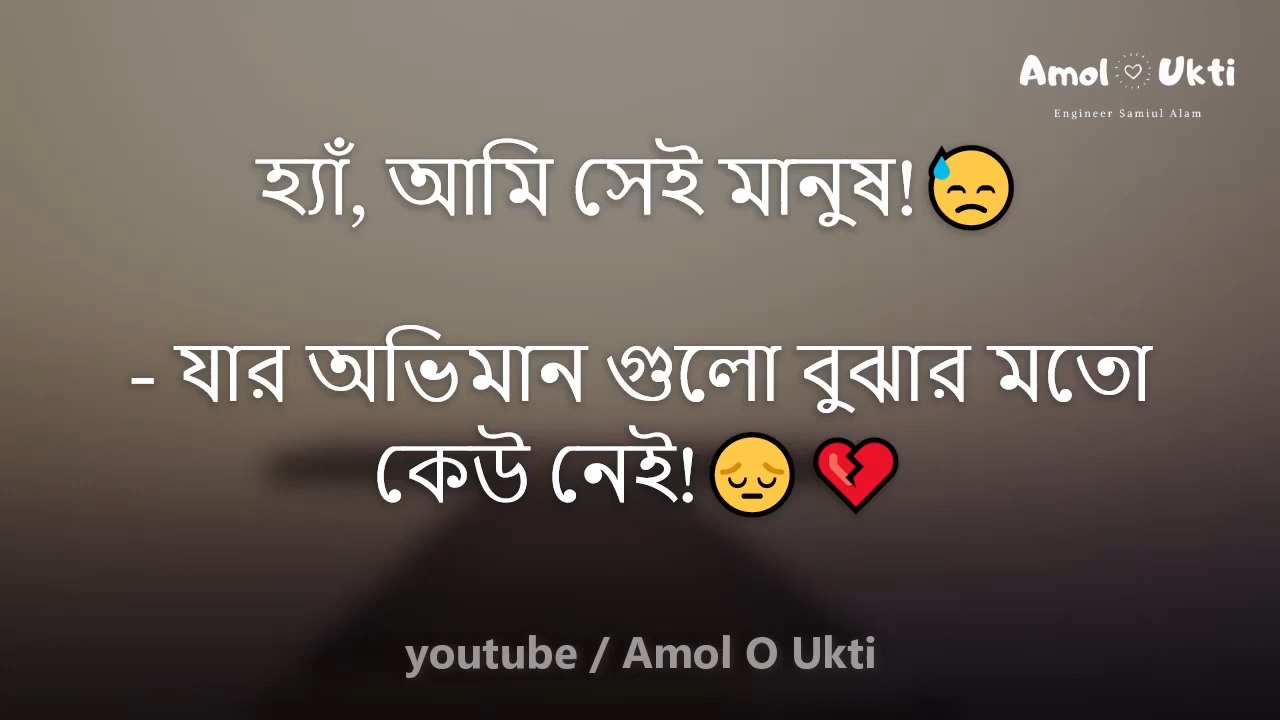 Amol Ukti
Engineer Samiul Alam
হ্যাঁ, আমি সেই মানুষ!😓
- যার অভিমান গুলো বুঝার মতো
কেউ নেই!😔💔
youtube / Amol O Ukti